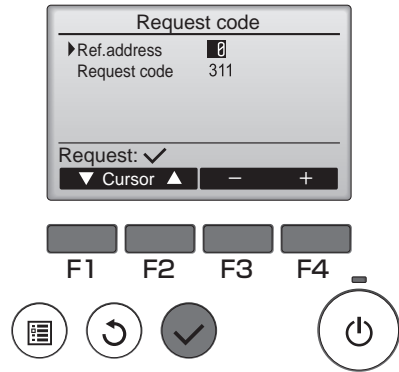 Request code
Ref.address 0
Request code 311
Request: ✓
▼ Cursor ▲ − +
F1 F2 F3 F4